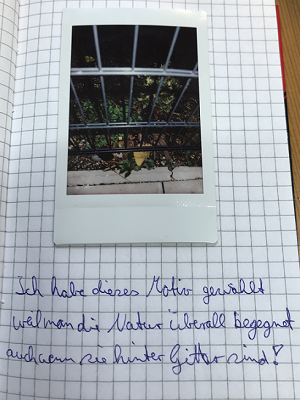 Ich habe dieses Motiv gewählt
weil man die Natur überall begegnet
auch wenn sie hinter Gitter sind!